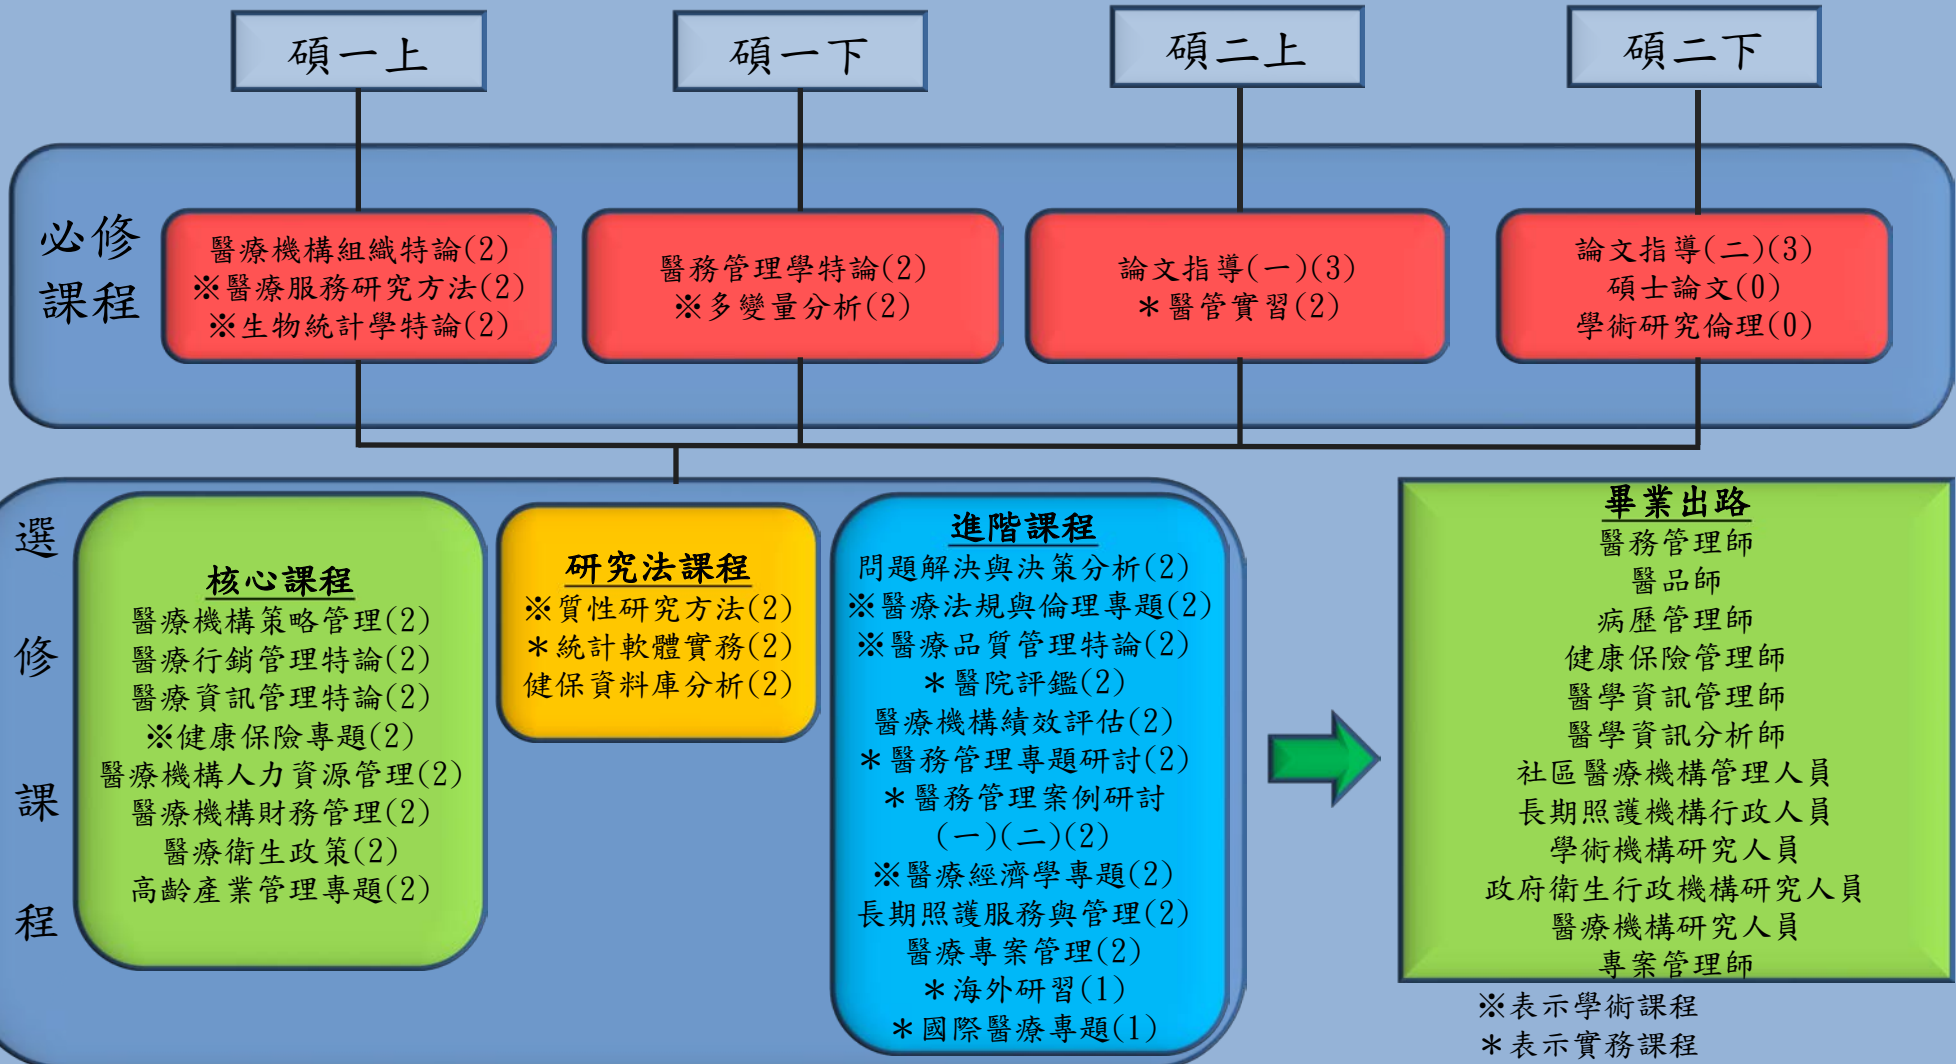 碩一上
碩一下
碩二上
碩二下
必修
課程
醫療機構組織特論(2)
※醫療服務研究方法(2)
※生物統計學特論(2)
醫務管理學特論(2)
※多變量分析(2)
論文指導(一)(3)
＊醫管實習(2)
論文指導(二)(3)
碩士論文(0)
學術研究倫理(0)
選
修
課
程
核心課程
醫療機構策略管理(2)
醫療行銷管理特論(2)
醫療資訊管理特論(2)
※健康保險專題(2)
醫療機構人力資源管理(2)
醫療機構財務管理(2)
醫療衛生政策(2)
高齡產業管理專題(2)
研究法課程
※質性研究方法(2)
＊統計軟體實務(2)
健保資料庫分析(2)
進階課程
問題解決與決策分析(2)
※醫療法規與倫理專題(2)
※醫療品質管理特論(2)
＊醫院評鑑(2)
醫療機構績效評估(2)
＊醫務管理專題研討(2)
＊醫務管理案例研討
(一)(二)(2)
※醫療經濟學專題(2)
長期照護服務與管理(2)
醫療專案管理(2)
＊海外研習(1)
＊國際醫療專題(1)
畢業出路
醫務管理師
醫品師
病歷管理師
健康保險管理師
醫學資訊管理師
醫學資訊分析師
社區醫療機構管理人員
長期照護機構行政人員
學術機構研究人員
政府衛生行政機構研究人員
醫療機構研究人員
專案管理師
※表示學術課程
＊表示實務課程